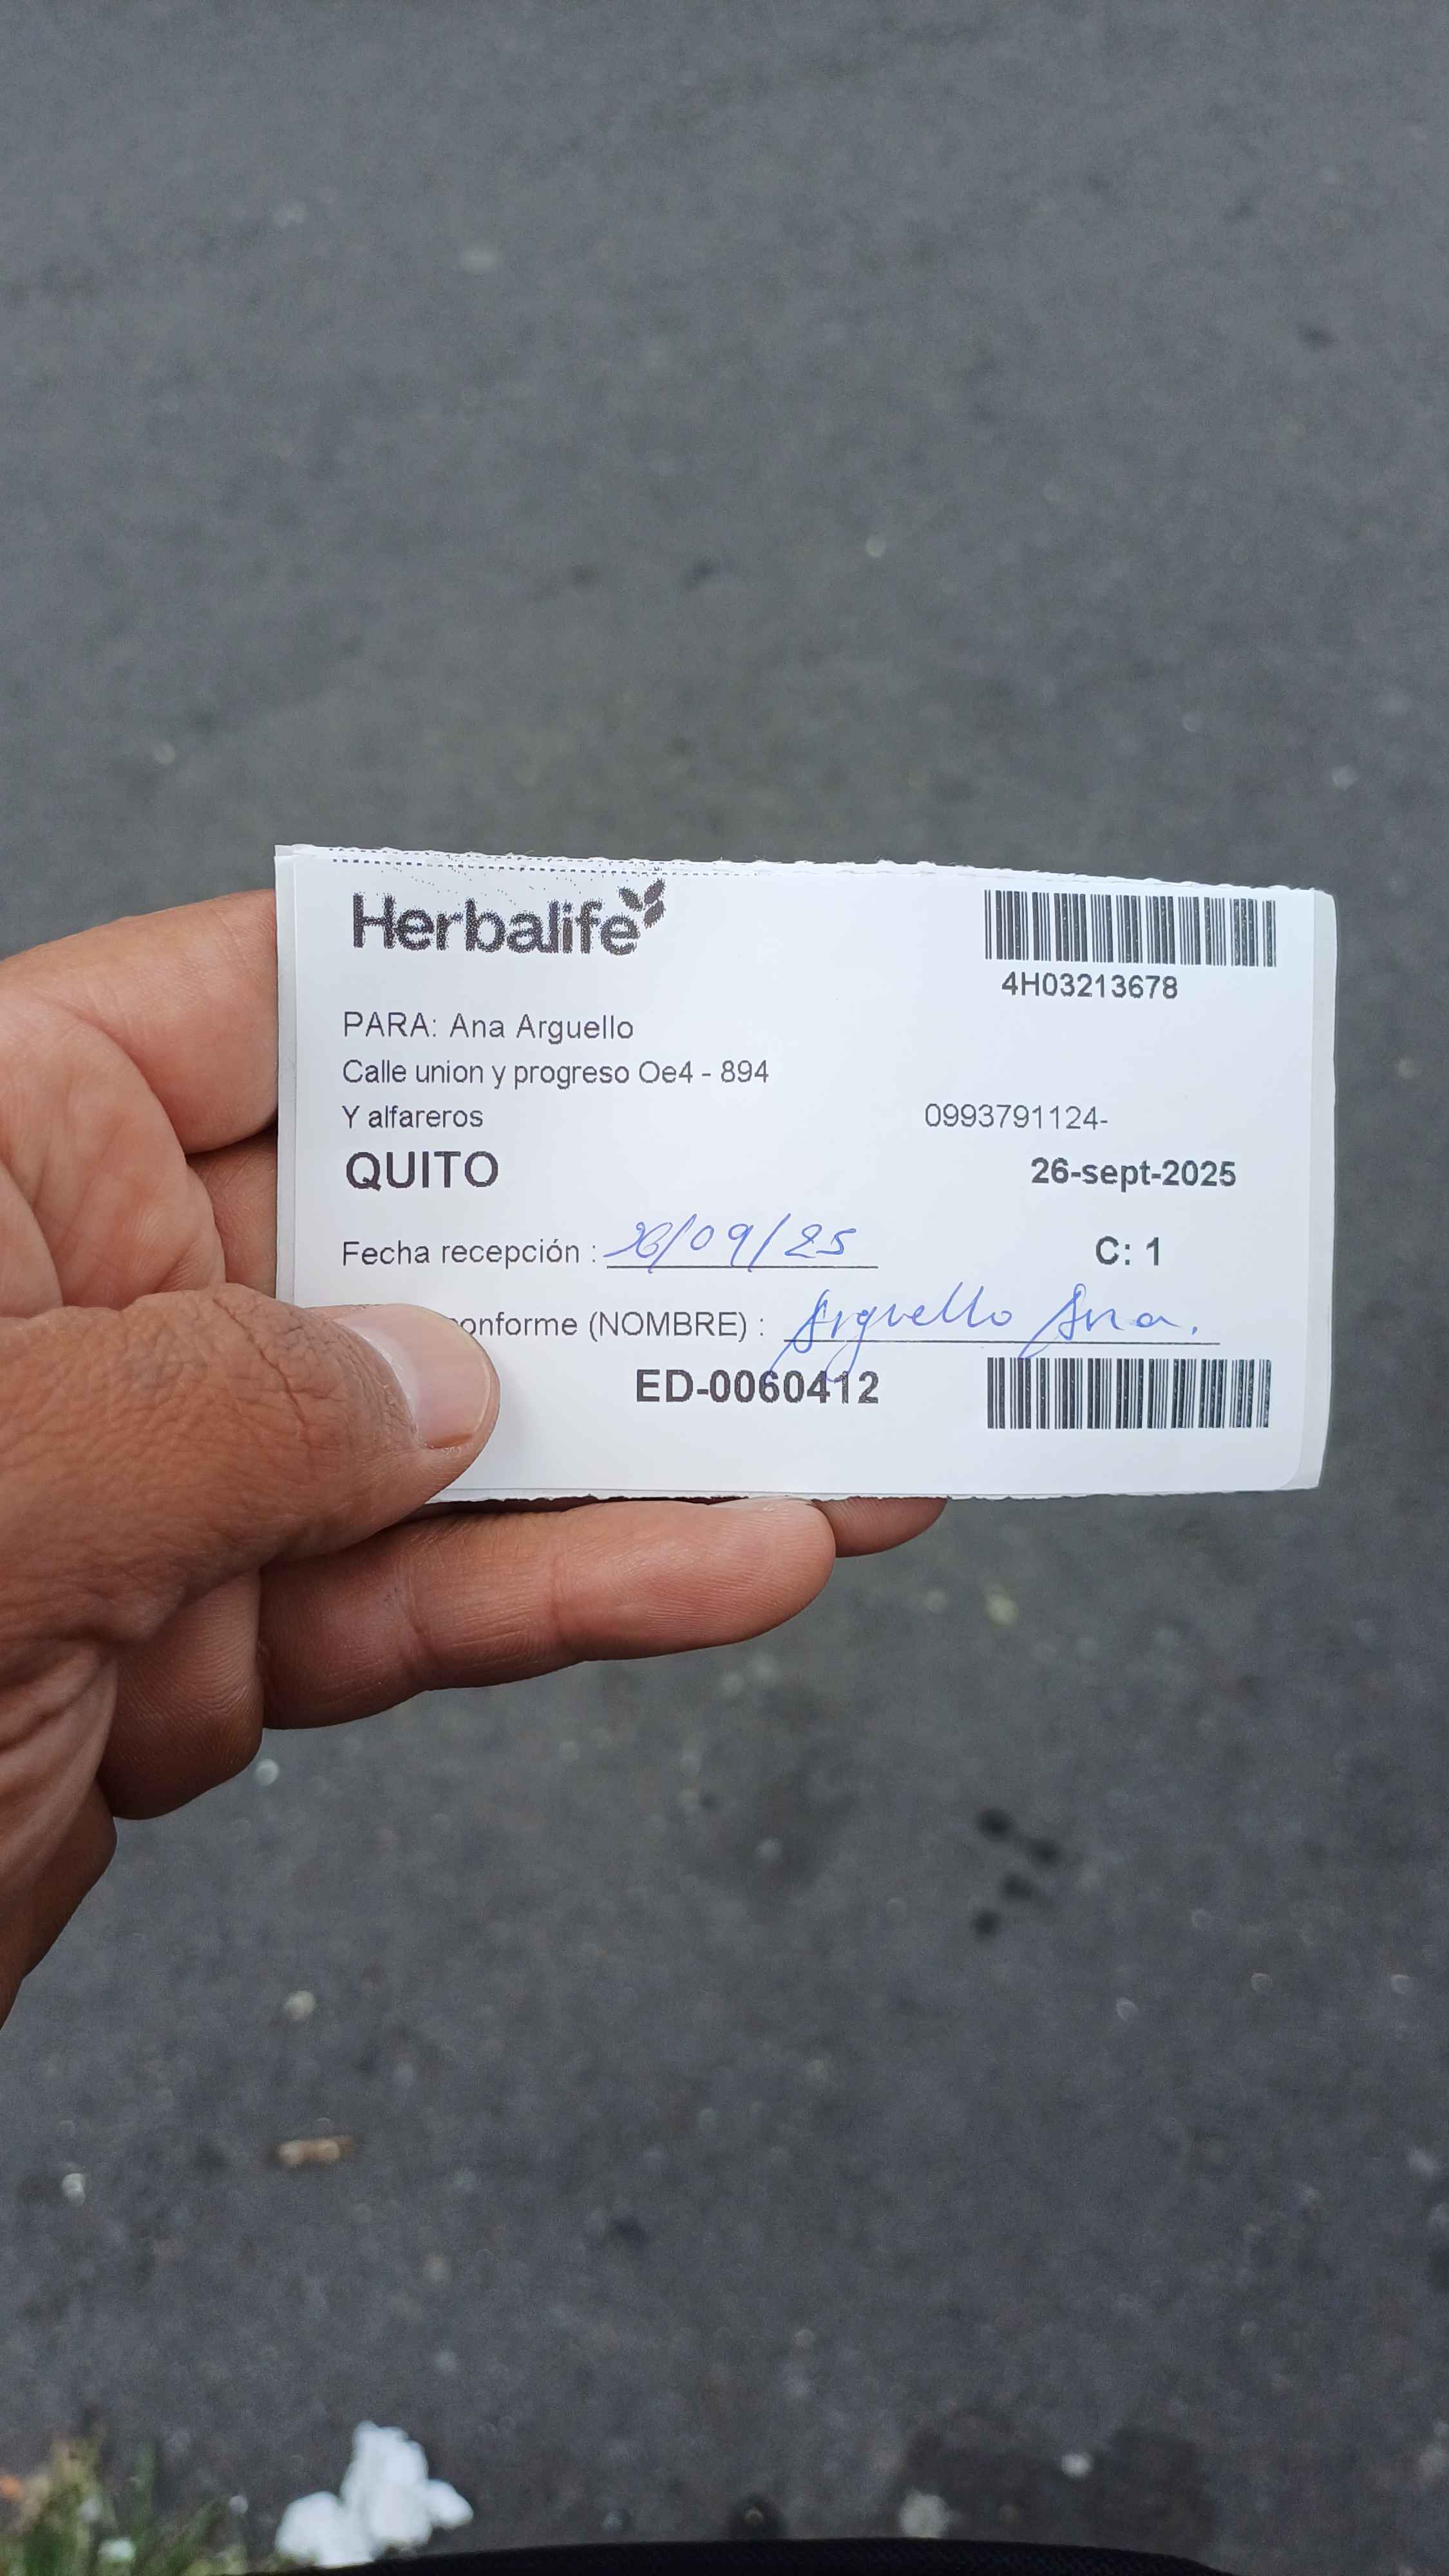 Herbalife
4H03213678
PARA: Ana Arguello
Calle union y progreso Oe4 - 894
Y alfareros 0993791124-
QUITO 26-sept-2025
Fecha recepción : 26/09/25 C: 1
conforme (NOMBRE) : Arguello Ana.
ED-0060412